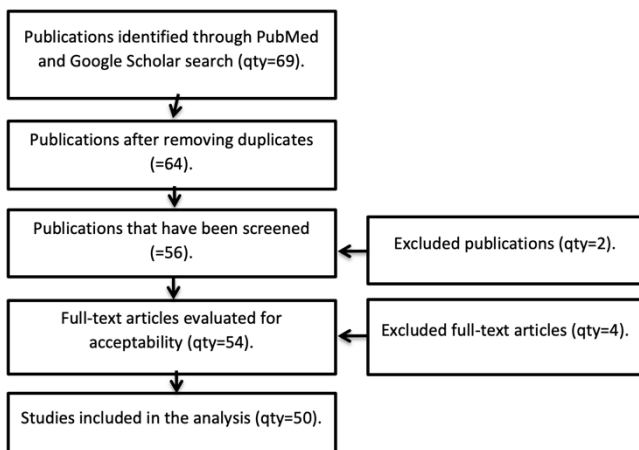 Publications identified through PubMed
and Google Scholar search (qty=69).
Publications after removing duplicates
(=64).
Publications that have been screened
(=56).
Excluded publications (qty=2).
Full-text articles evaluated for
acceptability (qty=54).
Excluded full-text articles (qty=4).
Studies included in the analysis (qty=50).